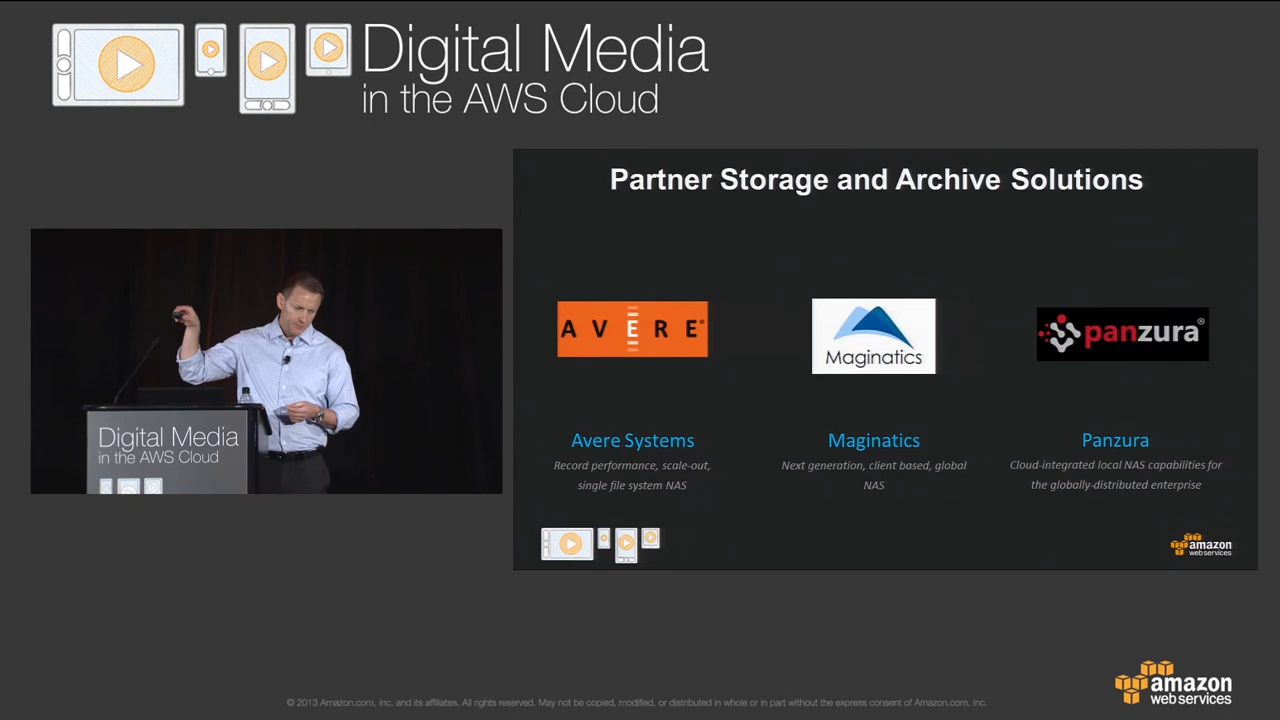 Digital Media
in the AWS Cloud
Partner Storage and Archive Solutions
AVERE®
Maginatics
panzura®
Avere Systems
Maginatics
Panzura
Record performance, scale-out,
single file system NAS
Next generation, client based, global
NAS
Cloud-integrated local NAS capabilities for
the globally-distributed enterprise
amazon
web services
Digital Media
in the AWS Cloud
© 2013 Amazon.com, Inc. and its affiliates. All rights reserved. May not be copied, modified, or distributed in whole or in part without the express consent of Amazon.com, Inc.
amazon
web services